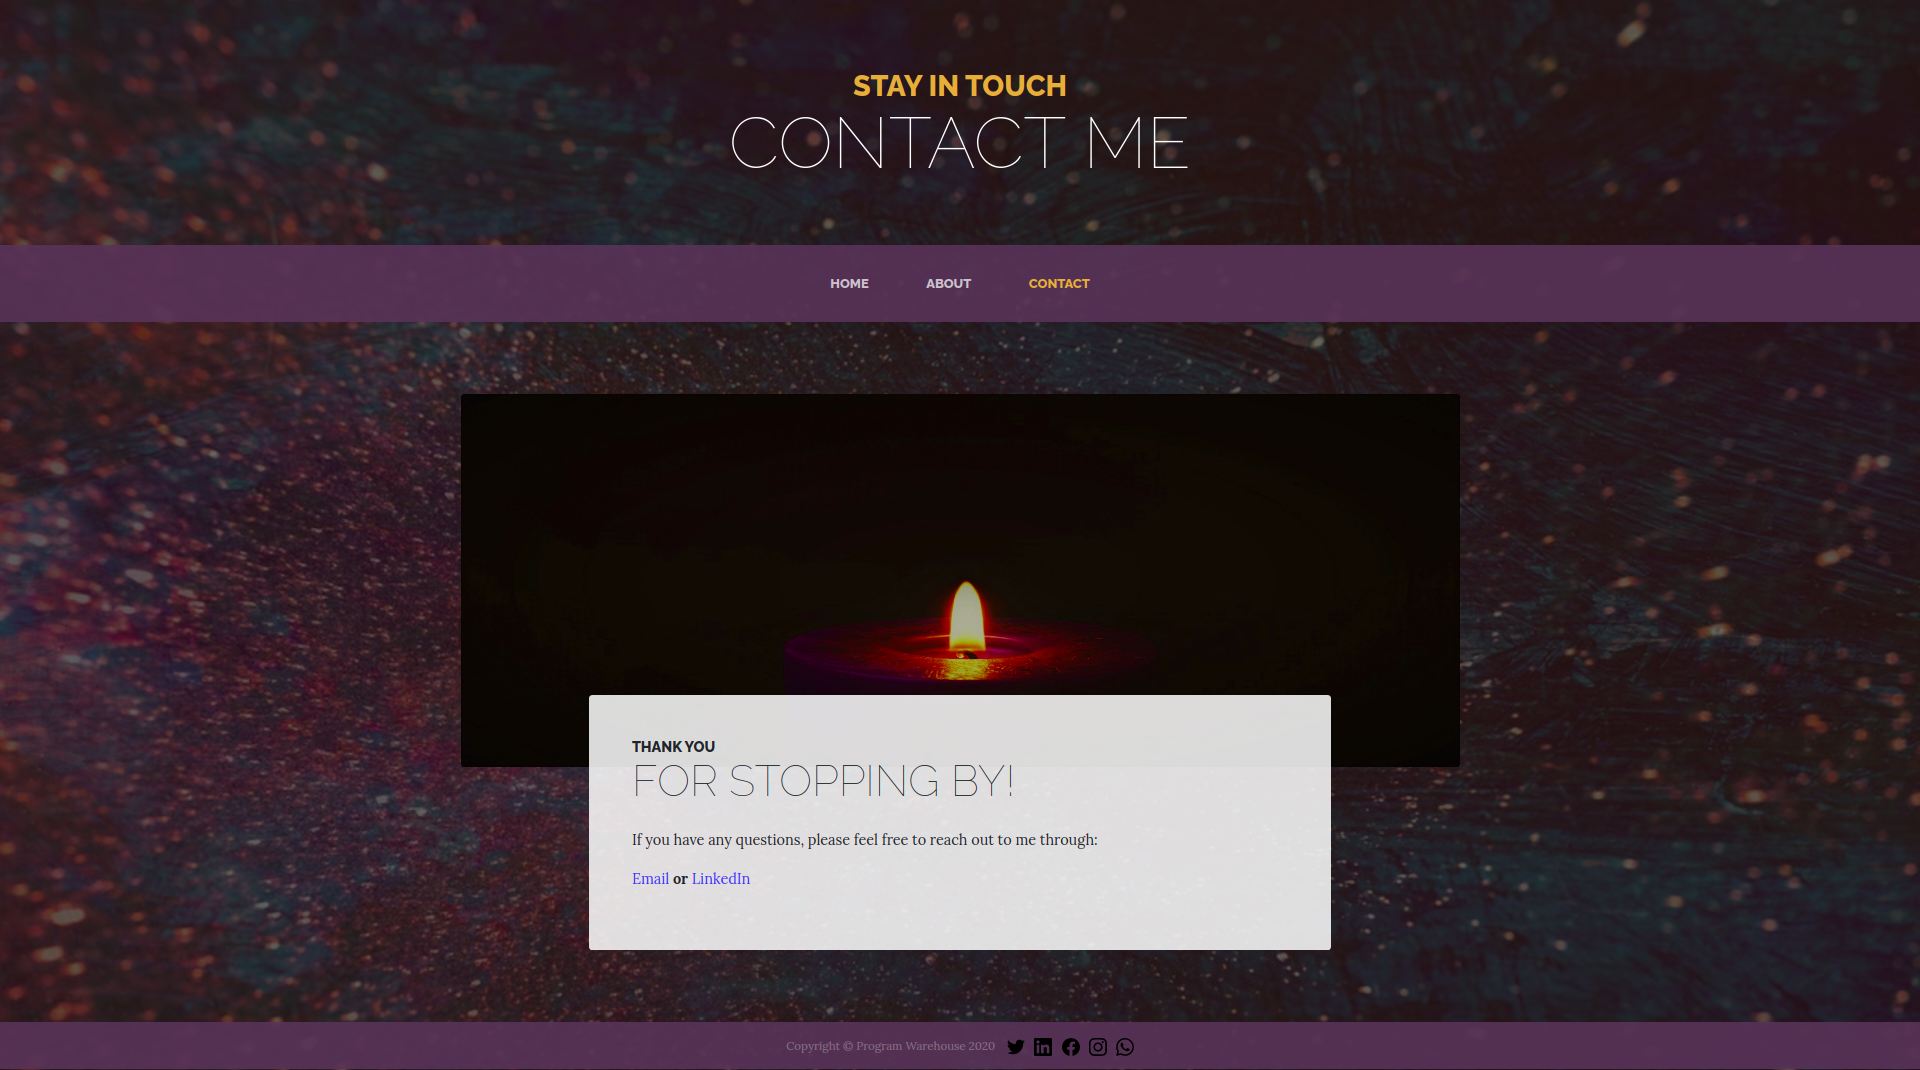 STAY IN TOUCH
CONTACT ME
HOME ABOUT CONTACT
THANK YOU
FOR STOPPING BY!
If you have any questions, please feel free to reach out to me through:
Email or LinkedIn
Copyright © Program Warehouse 2020